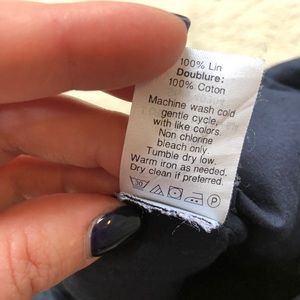 100% Lin
Doublure:
100% Coton
Machine wash cold
gentle cycle,
with like colors.
Non chlorine
bleach only.
Tumble dry low.
Warm iron as needed.
Dry clean if preferred.
30
P